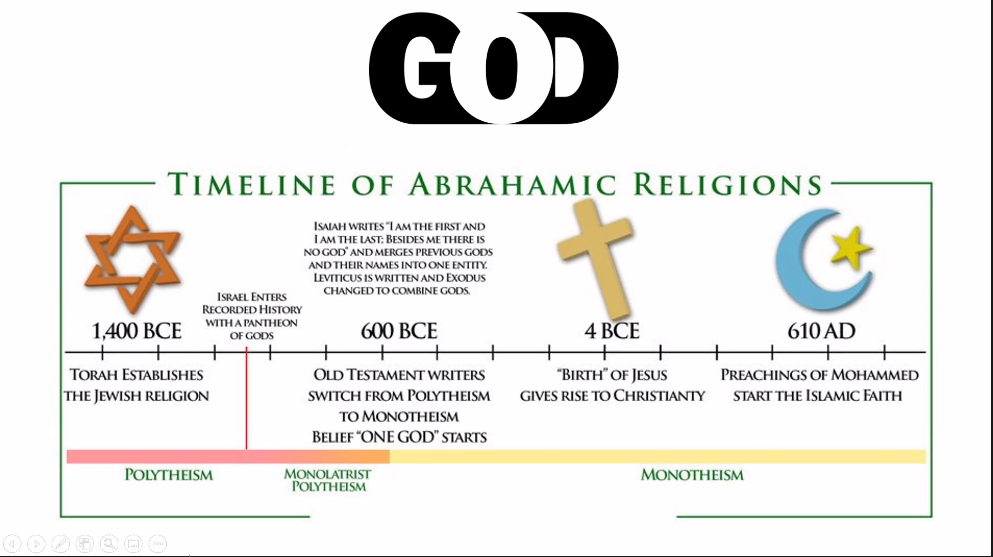 GOD
TIMELINE OF ABRAHAMIC RELIGIONS
ISAIAH WRITES "I AM THE FIRST AND
I AM THE LAST; BESIDES ME THERE IS
NO GOD" AND MERGES PREVIOUS GODS
AND THEIR NAMES INTO ONE ENTITY.
LEVITICUS IS WRITTEN AND EXODUS
CHANGED TO COMBINE GODS.
ISRAEL ENTERS
RECORDED HISTORY
WITH A PANTHEON
OF GODS
1,400 BCE
600 BCE
4 BCE
610 AD
TORAH ESTABLISHES
THE JEWISH RELIGION
OLD TESTAMENT WRITERS
SWITCH FROM POLYTHEISM
TO MONOTHEISM
BELIEF "ONE GOD" STARTS
"BIRTH" OF JESUS
GIVES RISE TO CHRISTIANTY
PREACHINGS OF MOHAMMED
START THE ISLAMIC FAITH
POLYTHEISM
MONOLATRIST
POLYTHEISM
MONOTHEISM